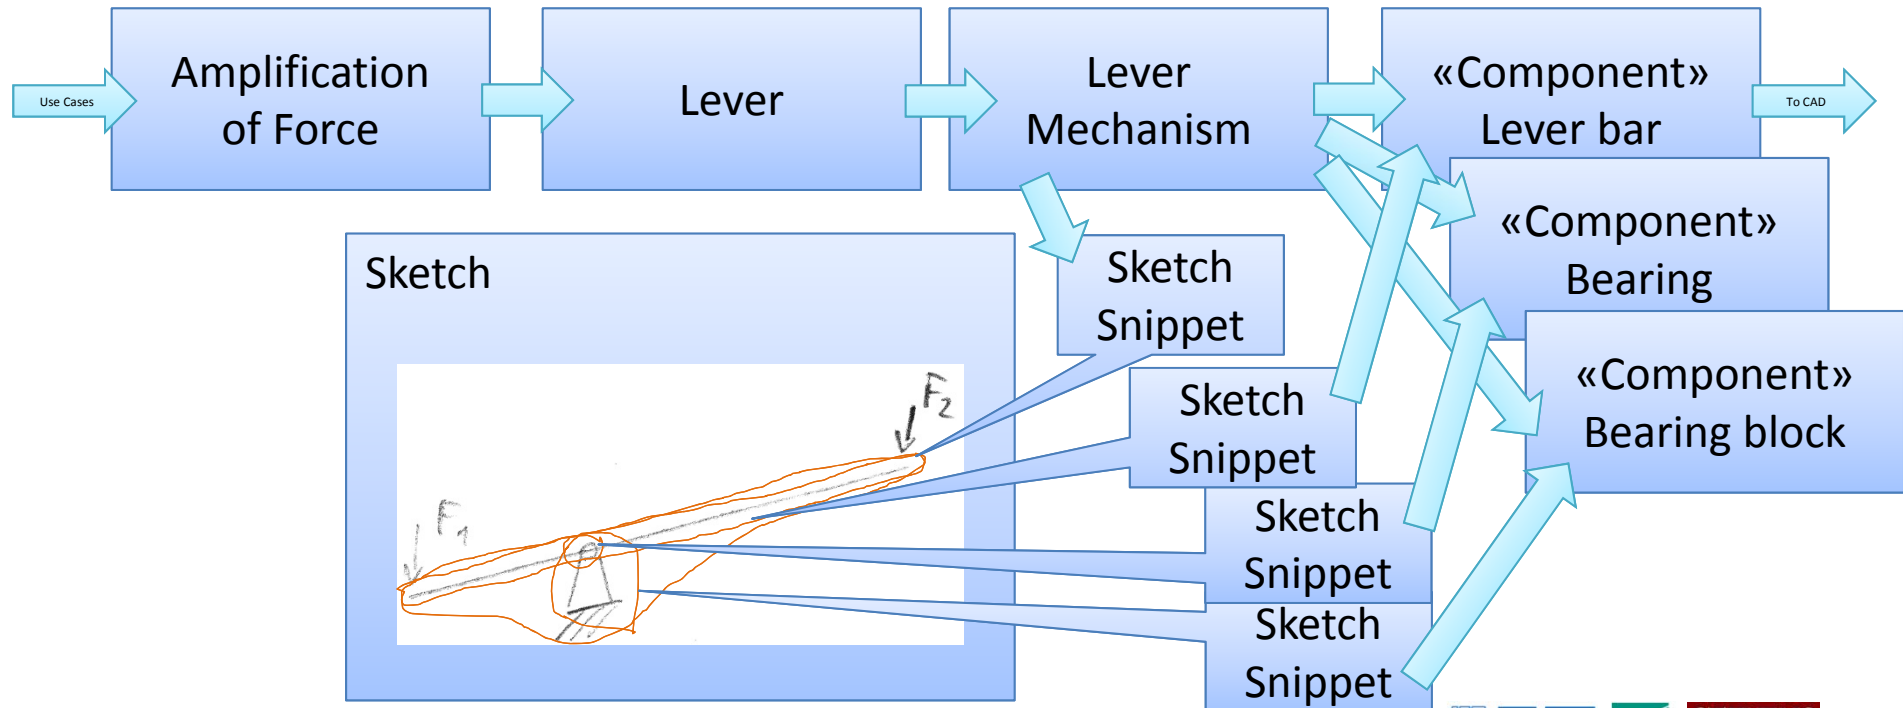 Use Cases
Amplification
of Force
Lever
Lever
Mechanism
«Component»
Lever bar
To CAD
«Component»
Bearing
«Component»
Bearing block
Sketch
Sketch
Snippet
Sketch
Snippet
Sketch
Snippet
Sketch
Snippet
F2
F1